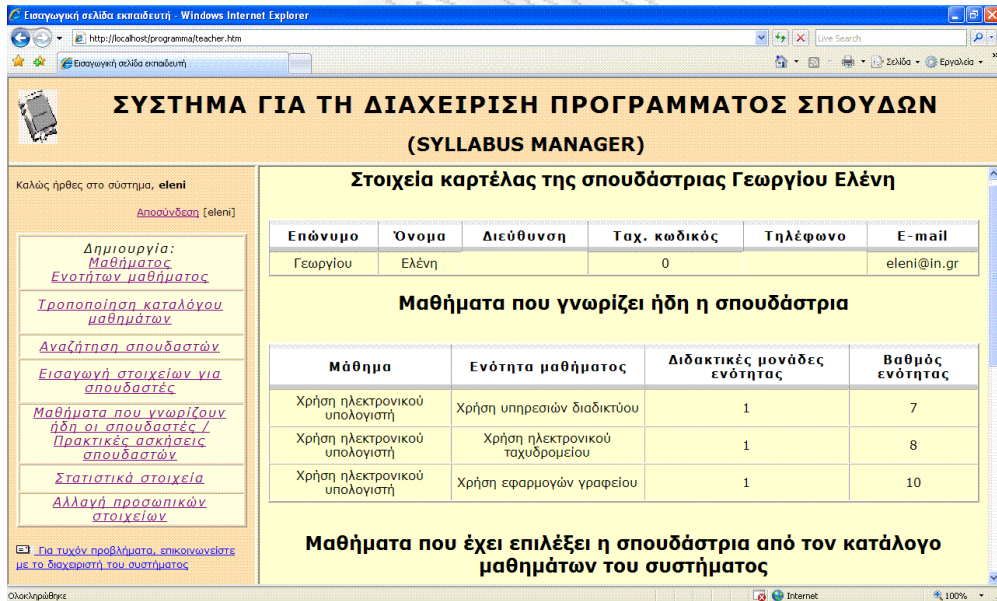 Εισαγωγική σελίδα εκπαιδευτή - Windows Internet Explorer
http://localhost/programma/teacher.htm
Live Search
Εισαγωγική σελίδα εκπαιδευτή
Σελίδα
Εργαλεία
ΣΥΣΤΗΜΑ ΓΙΑ ΤΗ ΔΙΑΧΕΙΡΙΣΗ ΠΡΟΓΡΑΜΜΑΤΟΣ ΣΠΟΥΔΩΝ
(SYLLABUS MANAGER)
Καλώς ήρθες στο σύστημα, eleni
Αποσύνδεση [eleni]
Δημιουργία:
Μαθήματος
Ενοτήτων μαθήματος
Τροποποίηση καταλόγου
μαθημάτων
Αναζήτηση σπουδαστών
Εισαγωγή στοιχείων για
σπουδαστές
Μαθήματα που γνωρίζουν
ήδη οι σπουδαστές /
Πρακτικές ασκήσεις
σπουδαστών
Στατιστικά στοιχεία
Αλλαγή προσωπικών
στοιχείων
Για τυχόν προβλήματα, επικοινωνείστε
με το διαχειριστή του συστήματος
Στοιχεία καρτέλας της σπουδάστριας Γεωργίου Ελένη
Επώνυμο Όνομα Διεύθυνση Ταχ. κωδικός Τηλέφωνο E-mail
Γεωργίου Ελένη 0 eleni@in.gr
Μαθήματα που γνωρίζει ήδη η σπουδάστρια
Μάθημα Ενότητα μαθήματος Διδακτικές μονάδες ενότητας Βαθμός ενότητας
Χρήση ηλεκτρονικού υπολογιστή Χρήση υπηρεσιών διαδικτύου 1 7
Χρήση ηλεκτρονικού υπολογιστή Χρήση ηλεκτρονικού ταχυδρομείου 1 8
Χρήση ηλεκτρονικού υπολογιστή Χρήση εφαρμογών γραφείου 1 10
Μαθήματα που έχει επιλέξει η σπουδάστρια από τον κατάλογο
μαθημάτων του συστήματος
Ολοκληρώθηκε
Internet
100%